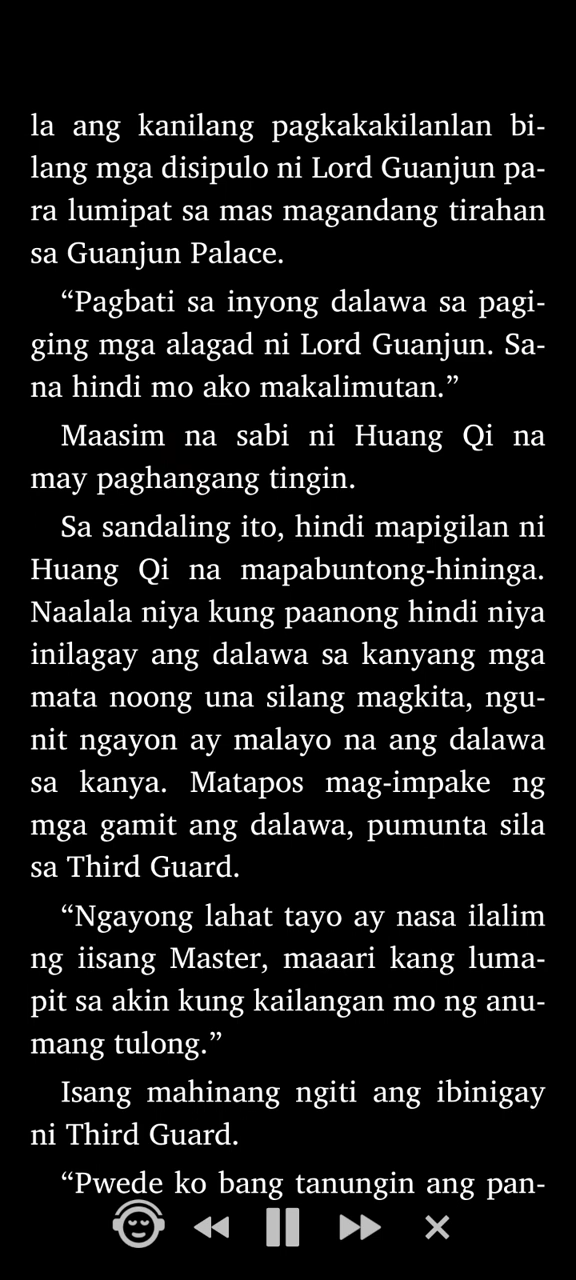 la ang kanilang pagkakakilanlan bi-
lang mga disipulo ni Lord Guanjun pa-
ra lumipat sa mas magandang tirahan
sa Guanjun Palace.
“Pagbati sa inyong dalawa sa pagi-
ging mga alagad ni Lord Guanjun. Sa-
na hindi mo ako makalimutan.”
Maasim na sabi ni Huang Qi na
may paghangang tingin.
Sa sandaling ito, hindi mapigilan ni
Huang Qi na mapabuntong-hininga.
Naalala niya kung paanong hindi niya
inilagay ang dalawa sa kanyang mga
mata noong una silang magkita, ngu-
nit ngayon ay malayo na ang dalawa
sa kanya. Matapos mag-impake ng
mga gamit ang dalawa, pumunta sila
sa Third Guard.
“Ngayong lahat tayo ay nasa ilalim
ng iisang Master, maaari kang luma-
pit sa akin kung kailangan mo ng anu-
mang tulong.”
Isang mahinang ngiti ang ibinigay
ni Third Guard.
“Pwede ko bang tanungin ang pan-